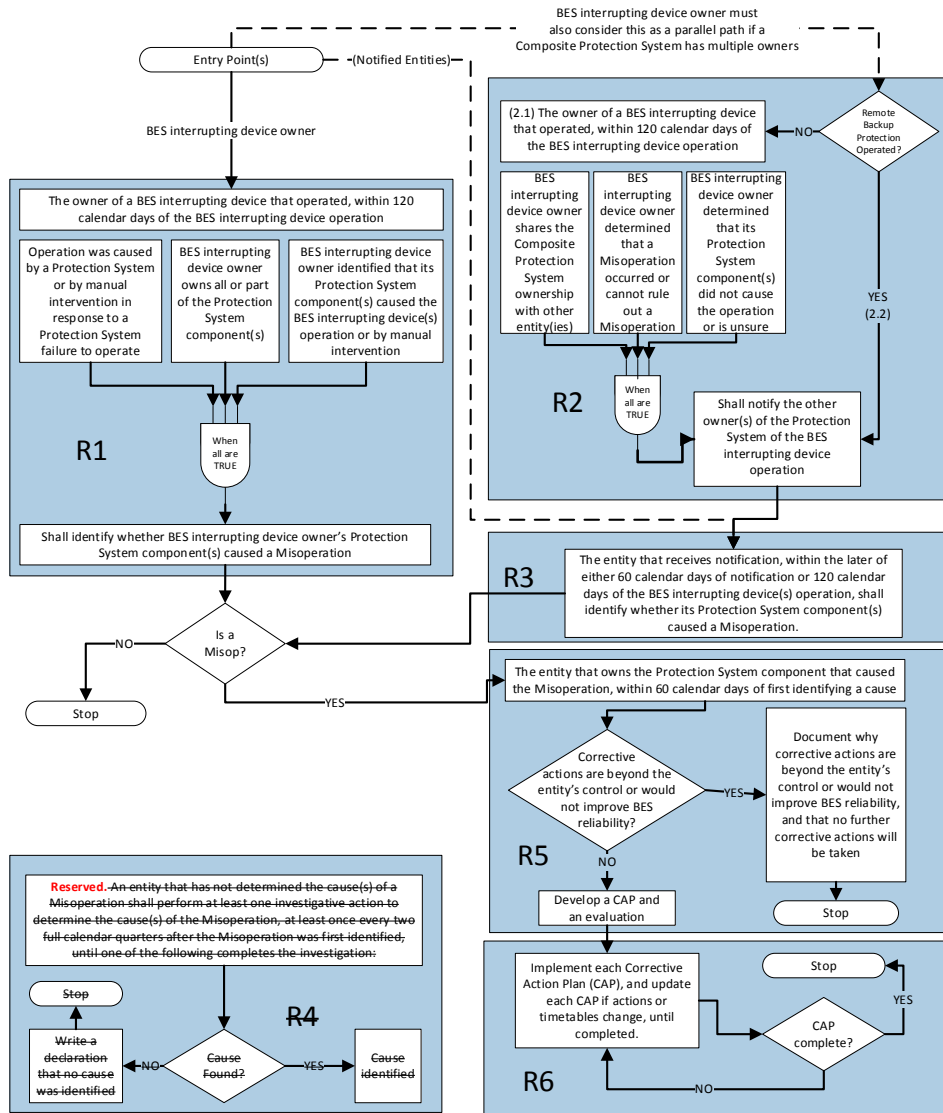 BES interrupting device owner must
also consider this as a parallel path if a
Composite Protection System has multiple owners
Entry Point(s)
(Notified Entities)
BES interrupting device owner
The owner of a BES interrupting device that operated, within 120
calendar days of the BES interrupting device operation
Operation was caused
by a Protection System
or by manual
intervention in
response to a
Protection System
failure to operate
BES interrupting
device owner
owns all or part
of the Protection
System
component(s)
BES interrupting device
owner identified that its
Protection System
component(s) caused the
BES interrupting device(s)
operation or by manual
intervention
R1
When
all are
TRUE
Shall identify whether BES interrupting device owner's Protection
System component(s) caused a Misoperation
Is a
Misop?
NO
Stop
YES
Remote
Backup
Protection
Operated?
NO
(2.1) The owner of a BES interrupting device
that operated, within 120 calendar days of
the BES interrupting device operation
BES
interrupting
device owner
shares the
Composite
Protection
System
ownership
with other
entity(ies)
BES
interrupting
device owner
determined
that a
Misoperation
occurred or
cannot rule
out a
Misoperation
BES interrupting
device owner
determined that
its Protection
System
component(s)
did not cause
the operation
or is unsure
YES
(2.2)
R2
When
all are
TRUE
Shall notify the other
owner(s) of the Protection
System of the BES
interrupting device
operation
R3
The entity that receives notification, within the later of
either 60 calendar days of notification or 120 calendar
days of the BES interrupting device(s) operation, shall
identify whether its Protection System component(s)
caused a Misoperation.
The entity that owns the Protection System component that caused
the Misoperation, within 60 calendar days of first identifying a cause
Corrective
actions are beyond the
entity's control or would
not improve BES
reliability?
YES
Document why
corrective actions are
beyond the entity's
control or would not
improve BES reliability,
and that no further
corrective actions will
be taken
Stop
R5
NO
Develop a CAP and
an evaluation
Implement each Corrective
Action Plan (CAP), and update
each CAP if actions or
timetables change, until
completed.
CAP
complete?
YES
Stop
NO
R6
Reserved. An entity that has not determined the cause(s) of a
Misoperation shall perform at least one investigative action to
determine the cause(s) of the Misoperation, at least once every two
full calendar quarters after the Misoperation was first identified,
until one of the following completes the investigation:
R4
Stop
Write a
declaration
that no cause
was identified
NO
Cause
Found?
YES
Cause
identified